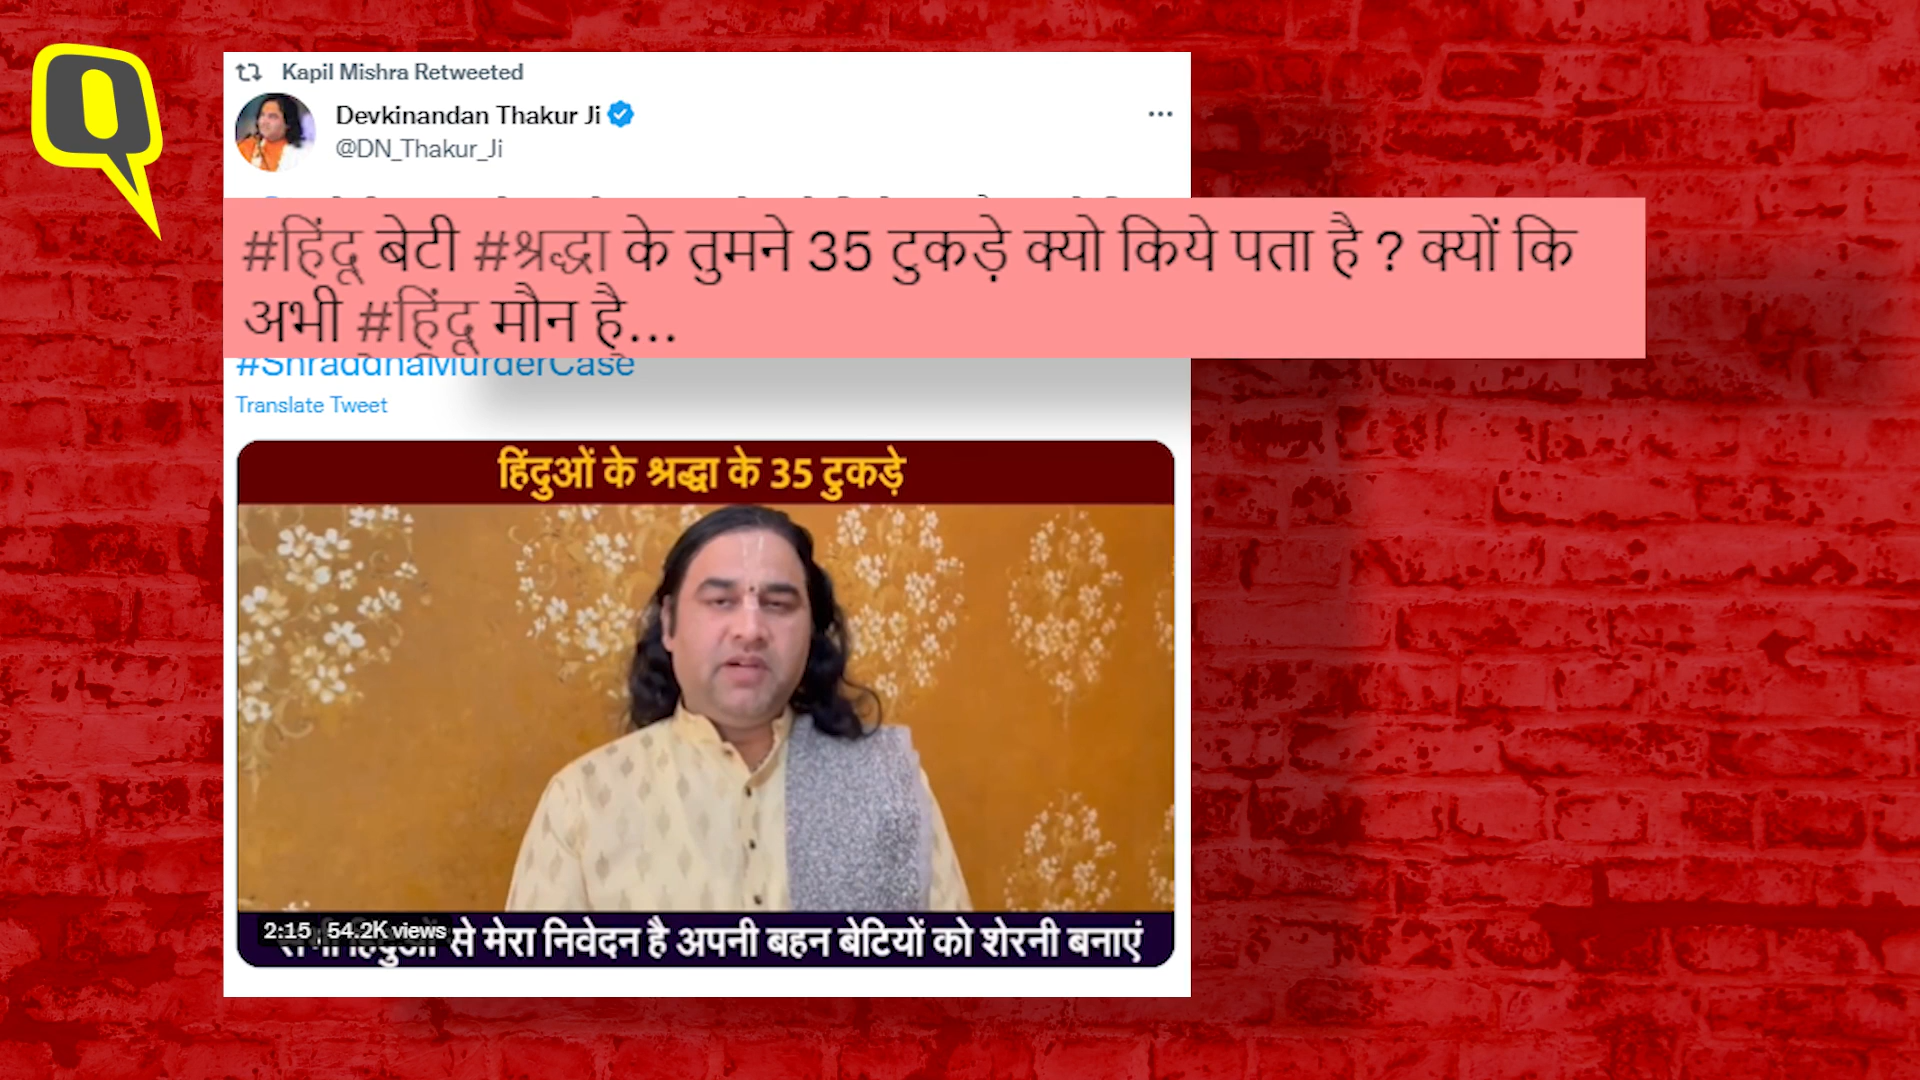 Q
Kapil Mishra Retweeted
Devkinandan Thakur Ji
@DN_Thakur_Ji
#हिंदू बेटी #श्रद्धा के तुमने 35 टुकड़े क्यो किये पता है ? क्यों कि
अभी #हिंदू मौन है...
#ShraddhaMurderCase
Translate Tweet
हिंदुओं के श्रद्धा के 35 टुकड़े
2:15 54.2K views
से मेरा निवेदन है अपनी बहन बेटियों को शेरनी बनाएं